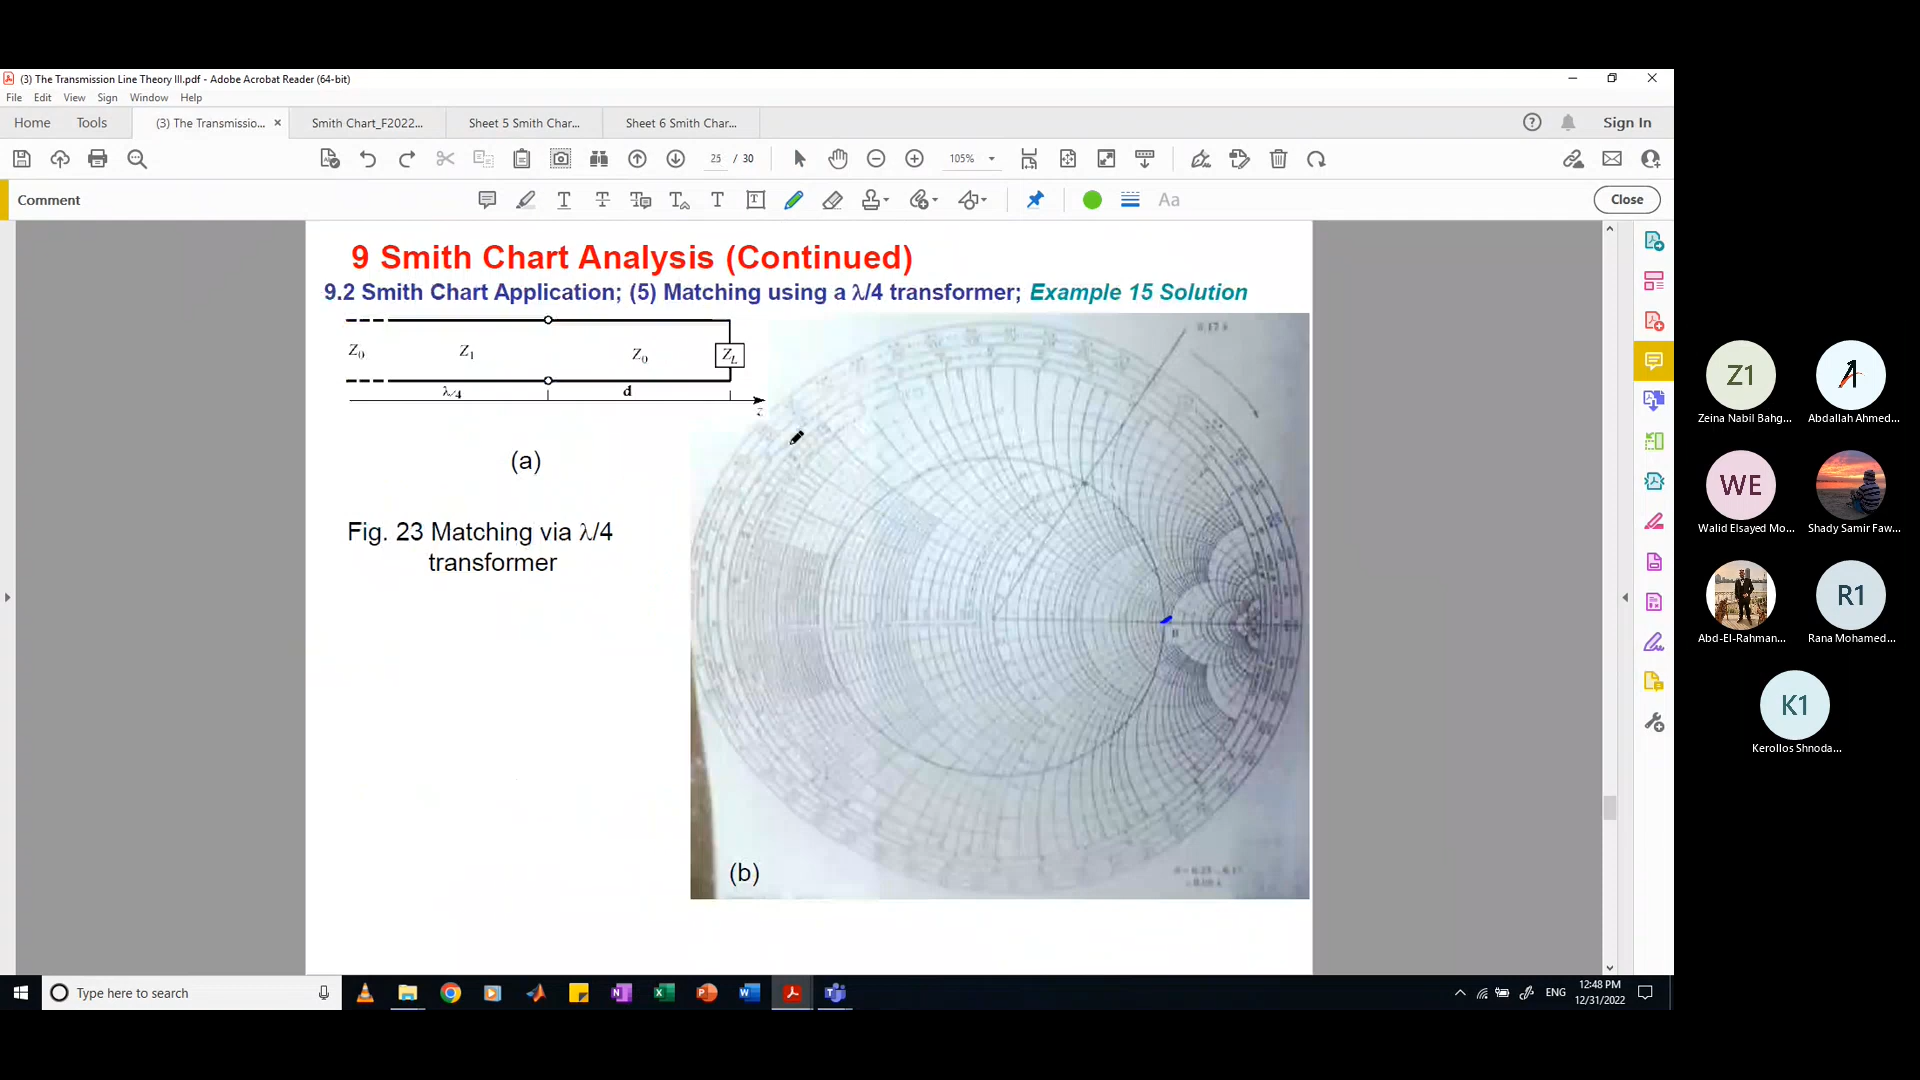 (3) The Transmission Line Theory III.pdf - Adobe Acrobat Reader (64-bit)
File Edit View Sign Window Help
Home Tools (3) The Transmissio... × Smith Chart_F2022... Sheet 5 Smith Char... Sheet 6 Smith Char... Sign In
25 / 30 105%
Comment Aa Close
9 Smith Chart Analysis (Continued)
9.2 Smith Chart Application; (5) Matching using a λ/4 transformer; Example 15 Solution
Z0 Z1 Z0 ZL
λ/4 d
z
(a)
Fig. 23 Matching via λ/4
transformer
0.17 λ
(b)
Z1
Zeina Nabil Bahg...
Abdallah Ahmed...
WE
Walid Elsayed Mo...
Shady Samir Faw...
Abd-El-Rahman...
R1
Rana Mohamed...
K1
Kerollos Shnoda...
Type here to search
ENG
12:48 PM
12/31/2022